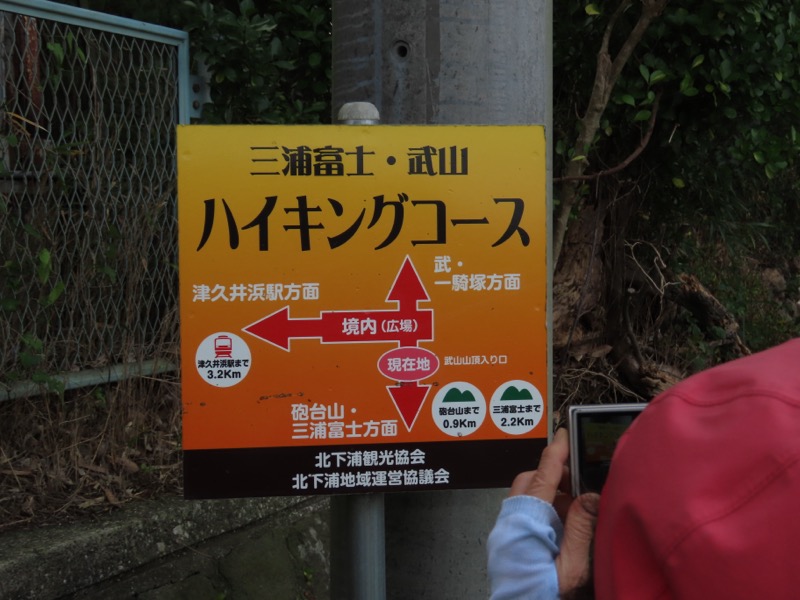 三浦富士・武山
ハイキングコース
武・
一騎塚方面
津久井浜駅方面
境内(広場)
津久井浜駅まで
3.2Km
現在地
武山山頂入り口
砲台山・
三浦富士方面
砲台山まで
0.9Km
三浦富士まで
2.2Km
北下浦観光協会
北下浦地域運営協議会